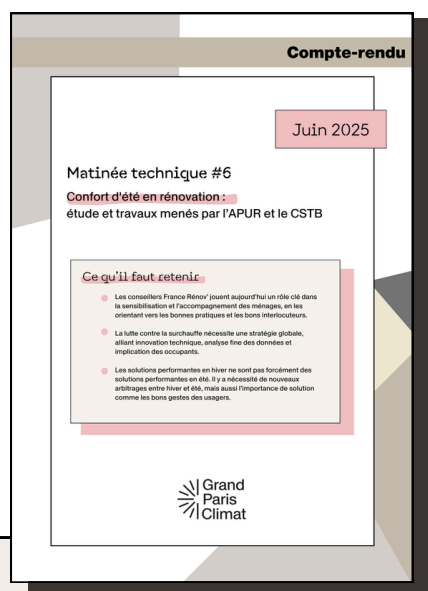 Compte-rendu
Juin 2025
Matinée technique #6
Confort d'été en rénovation :
étude et travaux menés par l'APUR et le CSTB
Ce qu'il faut retenir
Les conseillers France Rénov' jouent aujourd'hui un rôle clé dans
la sensibilisation et l'accompagnement des ménages, en les
orientant vers les bonnes pratiques et les bons interlocuteurs.
La lutte contre la surchauffe nécessite une stratégie globale,
alliant innovation technique, analyse fine des données et
implication des occupants.
Les solutions performantes en hiver ne sont pas forcément des
solutions performantes en été. Il y a nécessité de nouveaux
arbitrages entre hiver et été, mais aussi l'importance de solution
comme les bons gestes des usagers.
Grand
Paris
Climat